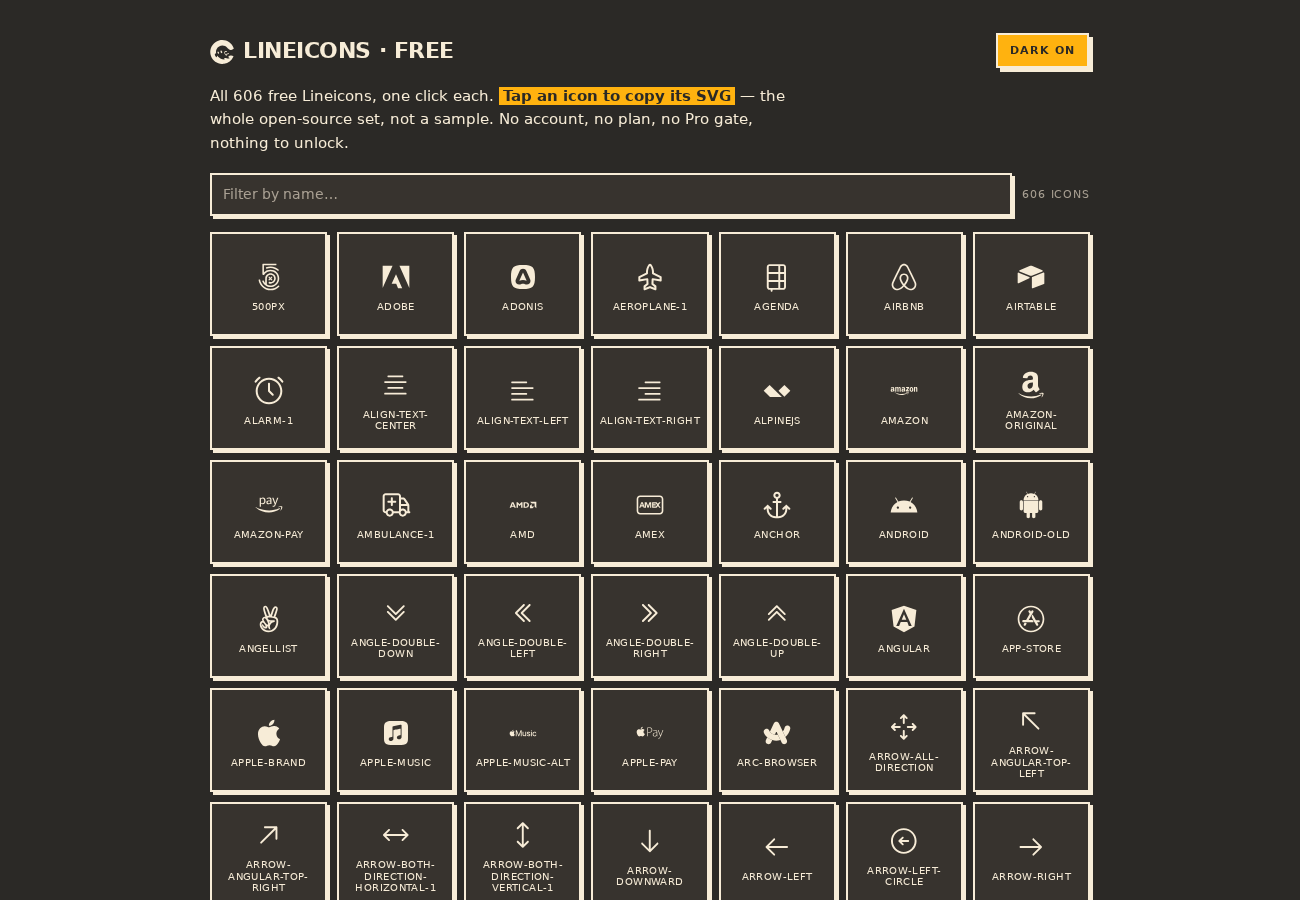 LINEICONS · FREE
DARK ON
All 606 free Lineicons, one click each. Tap an icon to copy its SVG — the
whole open-source set, not a sample. No account, no plan, no Pro gate,
nothing to unlock.
Filter by name...
606 ICONS
500PX
ADOBE
ADONIS
AEROPLANE-1
AGENDA
AIRBNB
AIRTABLE
ALARM-1
ALIGN-TEXT-
CENTER
ALIGN-TEXT-LEFT
ALIGN-TEXT-RIGHT
ALPINEJS
amazon
AMAZON
AMAZON-
ORIGINAL
pay
AMAZON-PAY
AMBULANCE-1
AMD
AMD
AMEX
AMEX
ANCHOR
ANDROID
ANDROID-OLD
ANGELLIST
ANGLE-DOUBLE-
DOWN
ANGLE-DOUBLE-
LEFT
ANGLE-DOUBLE-
RIGHT
ANGLE-DOUBLE-
UP
ANGULAR
APP-STORE
APPLE-BRAND
APPLE-MUSIC
Music
APPLE-MUSIC-ALT
Pay
APPLE-PAY
ARC-BROWSER
ARROW-ALL-
DIRECTION
ARROW-
ANGULAR-TOP-
LEFT
ARROW-
ANGULAR-TOP-
RIGHT
ARROW-BOTH-
DIRECTION-
HORIZONTAL-1
ARROW-BOTH-
DIRECTION-
VERTICAL-1
ARROW-
DOWNWARD
ARROW-LEFT
ARROW-LEFT-
CIRCLE
ARROW-RIGHT